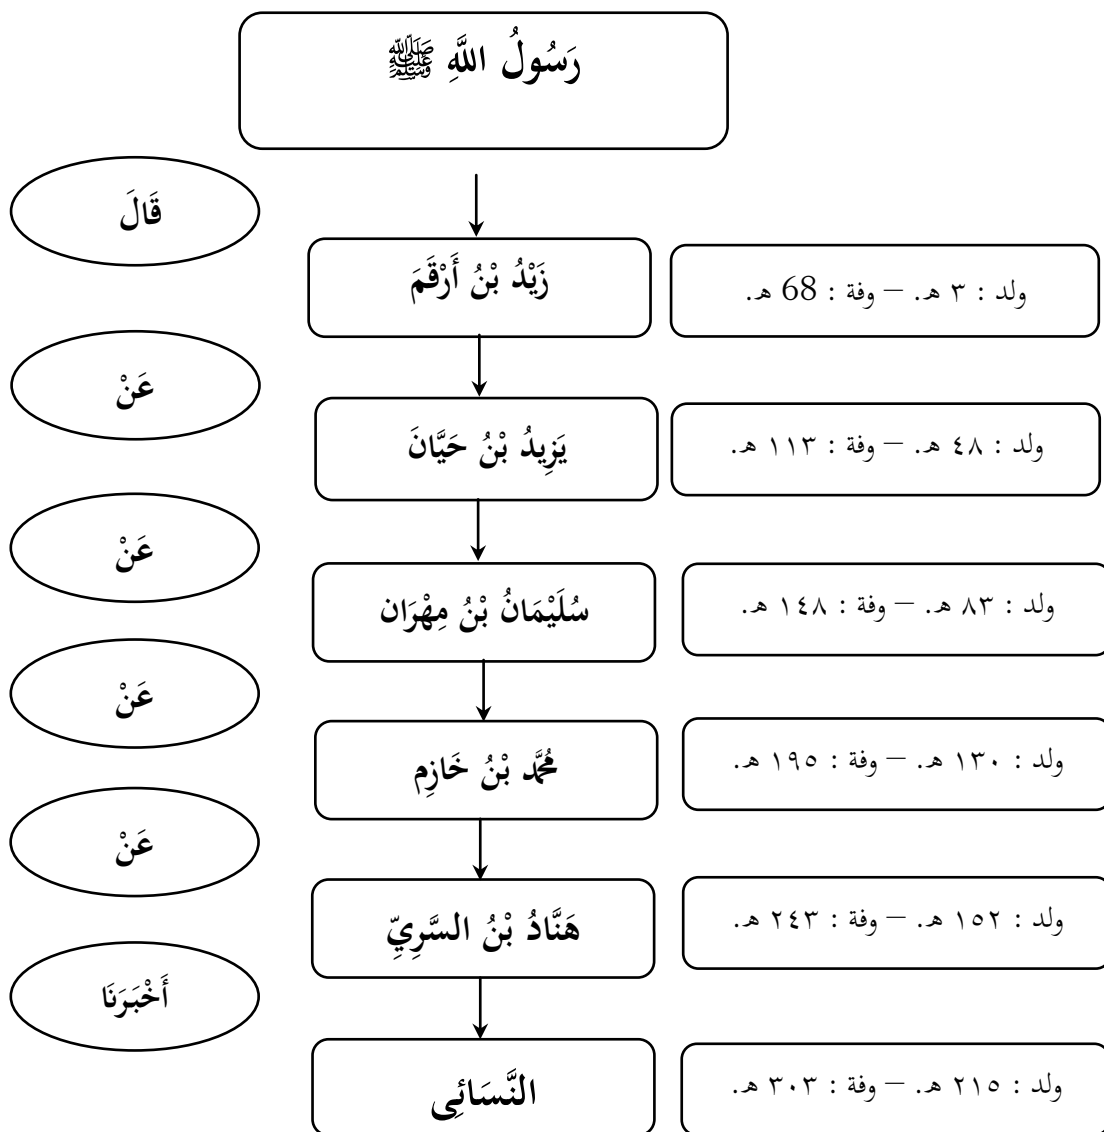 رَسُولُ اللَّهِ ﷺ
قَالَ
زَيْدُ بْنُ أَرْقَمَ
ولد : ٣ هـ. – وفة : 68 هـ.
عَنْ
يَزِيدُ بْنُ حَيَّانَ
ولد : ٤٨ هـ. – وفة : ١١٣ هـ.
عَنْ
سُلَيْمَانُ بْنُ مِهْرَان
ولد : ٨٣ هـ. – وفة : ١٤٨ هـ.
عَنْ
مُحَمَّد بْنُ خَازِم
ولد : ١٣٠ هـ. – وفة : ١٩٥ هـ.
عَنْ
هَنَّادُ بْنُ السَّرِيِّ
ولد : ١٥٢ هـ. – وفة : ٢٤٣ هـ.
أَخْبَرَنَا
النَّسَائِى
ولد : ٢١٥ هـ. – وفة : ٣٠٣ هـ.